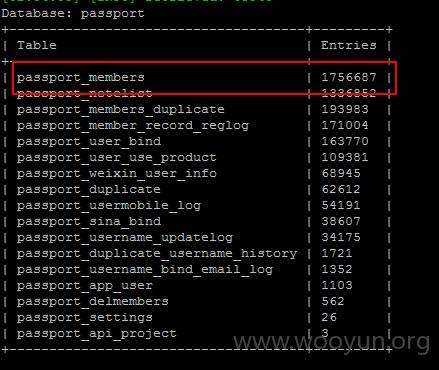 Database: passport
| Table | Entries |
| passport_members | 1756687 |
| passport_notelist | 1336852 |
| passport_members_duplicate | 193983 |
| passport_member_record_reglog | 171004 |
| passport_user_bind | 163770 |
| passport_user_use_product | 109381 |
| passport_weixin_user_info | 68945 |
| passport_duplicate | 62612 |
| passport_usermobile_log | 54191 |
| passport_sina_bind | 38607 |
| passport_username_updatelog | 34175 |
| passport_duplicate_username_history | 1721 |
| passport_username_bind_email_log | 1352 |
| passport_app_user | 1103 |
| passport_delmembers | 562 |
| passport_settings | 26 |
| passport_api_project | 3 |
www.wooyun.org